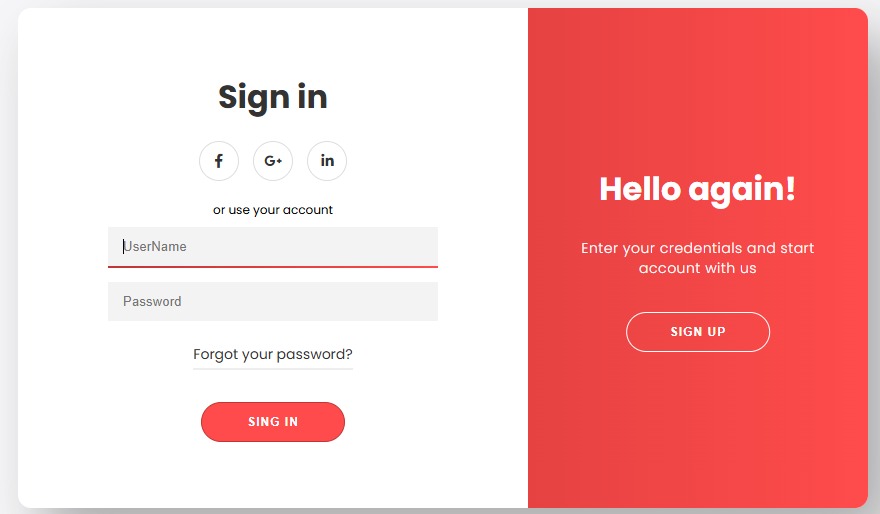 Sign in
f G+ in
or use your account
UserName
Password
Forgot your password?
SING IN
Hello again!
Enter your credentials and start
account with us
SIGN UP